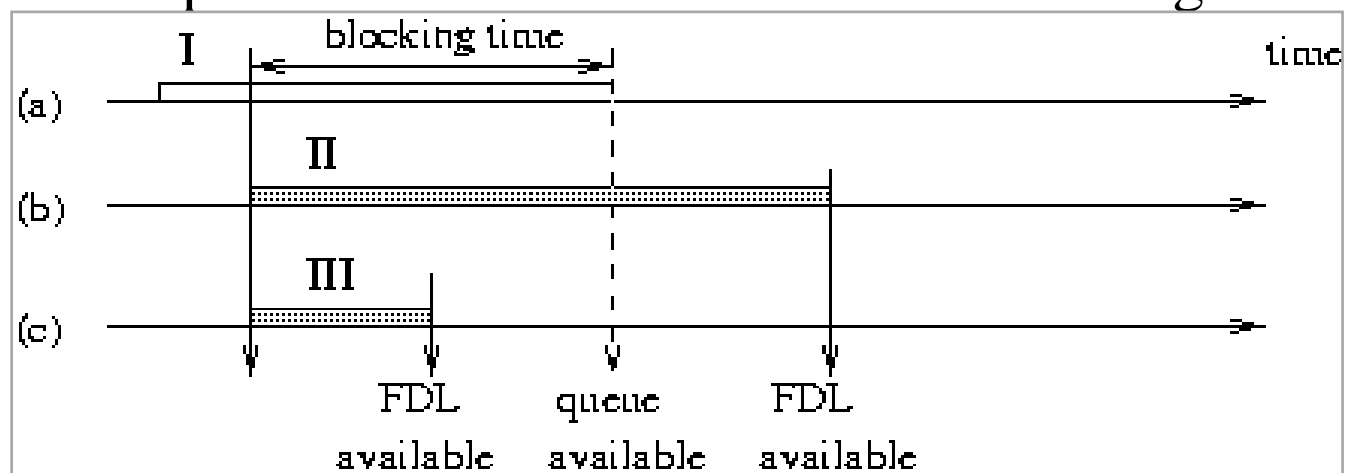 blocking time
I
time
(a)
II
(b)
III
(c)
FDL queue FDL
available available available